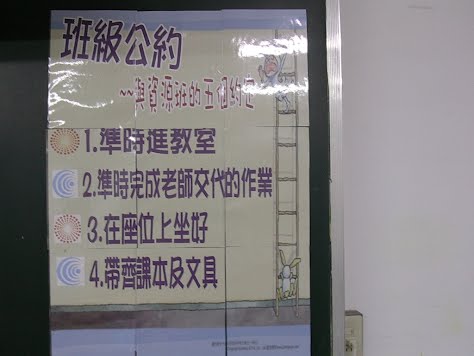 班級公約
~~與資源班的五個約定
1.準時進教室
2.準時完成老師交代的作業
3.在座位上坐好
4.帶齊課本及文具